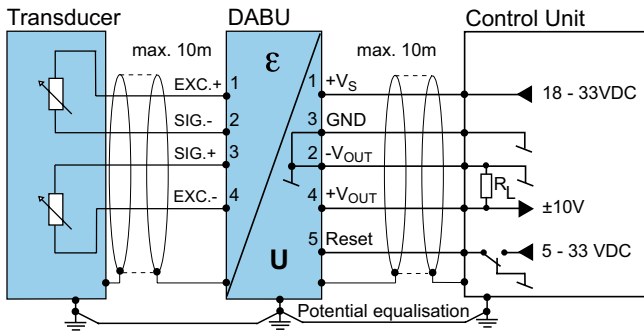 Transducer DABU Control Unit
max. 10m max. 10m
EXC.+ 1 ε 1 +VS 18 - 33VDC
SIG.- 2 3 GND
SIG.+ 3 2 -VOUT
RL
EXC.- 4 4 +VOUT ±10V
U 5 Reset 5 - 33 VDC
Potential equalisation